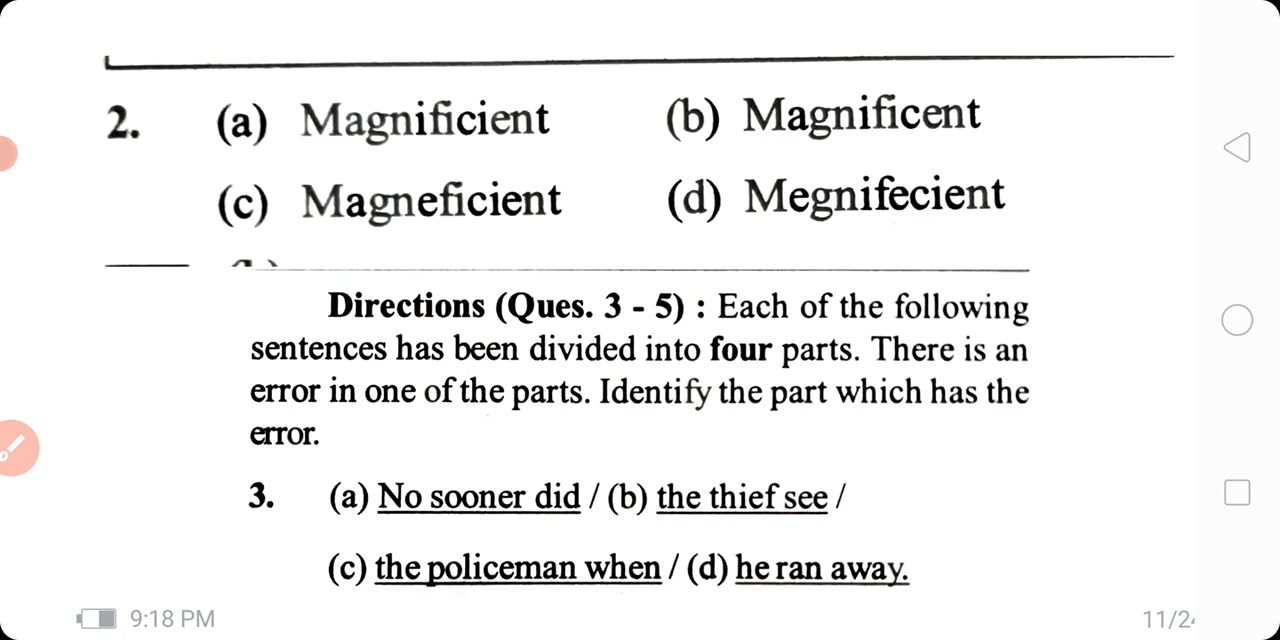 2. (a) Magnificient (b) Magnificent
(c) Magneficient (d) Megnifecient
Directions (Ques. 3 - 5) : Each of the following
sentences has been divided into four parts. There is an
error in one of the parts. Identify the part which has the
error.
3. (a) No sooner did / (b) the thief see /
(c) the policeman when / (d) he ran away.
9:18 PM 11/24